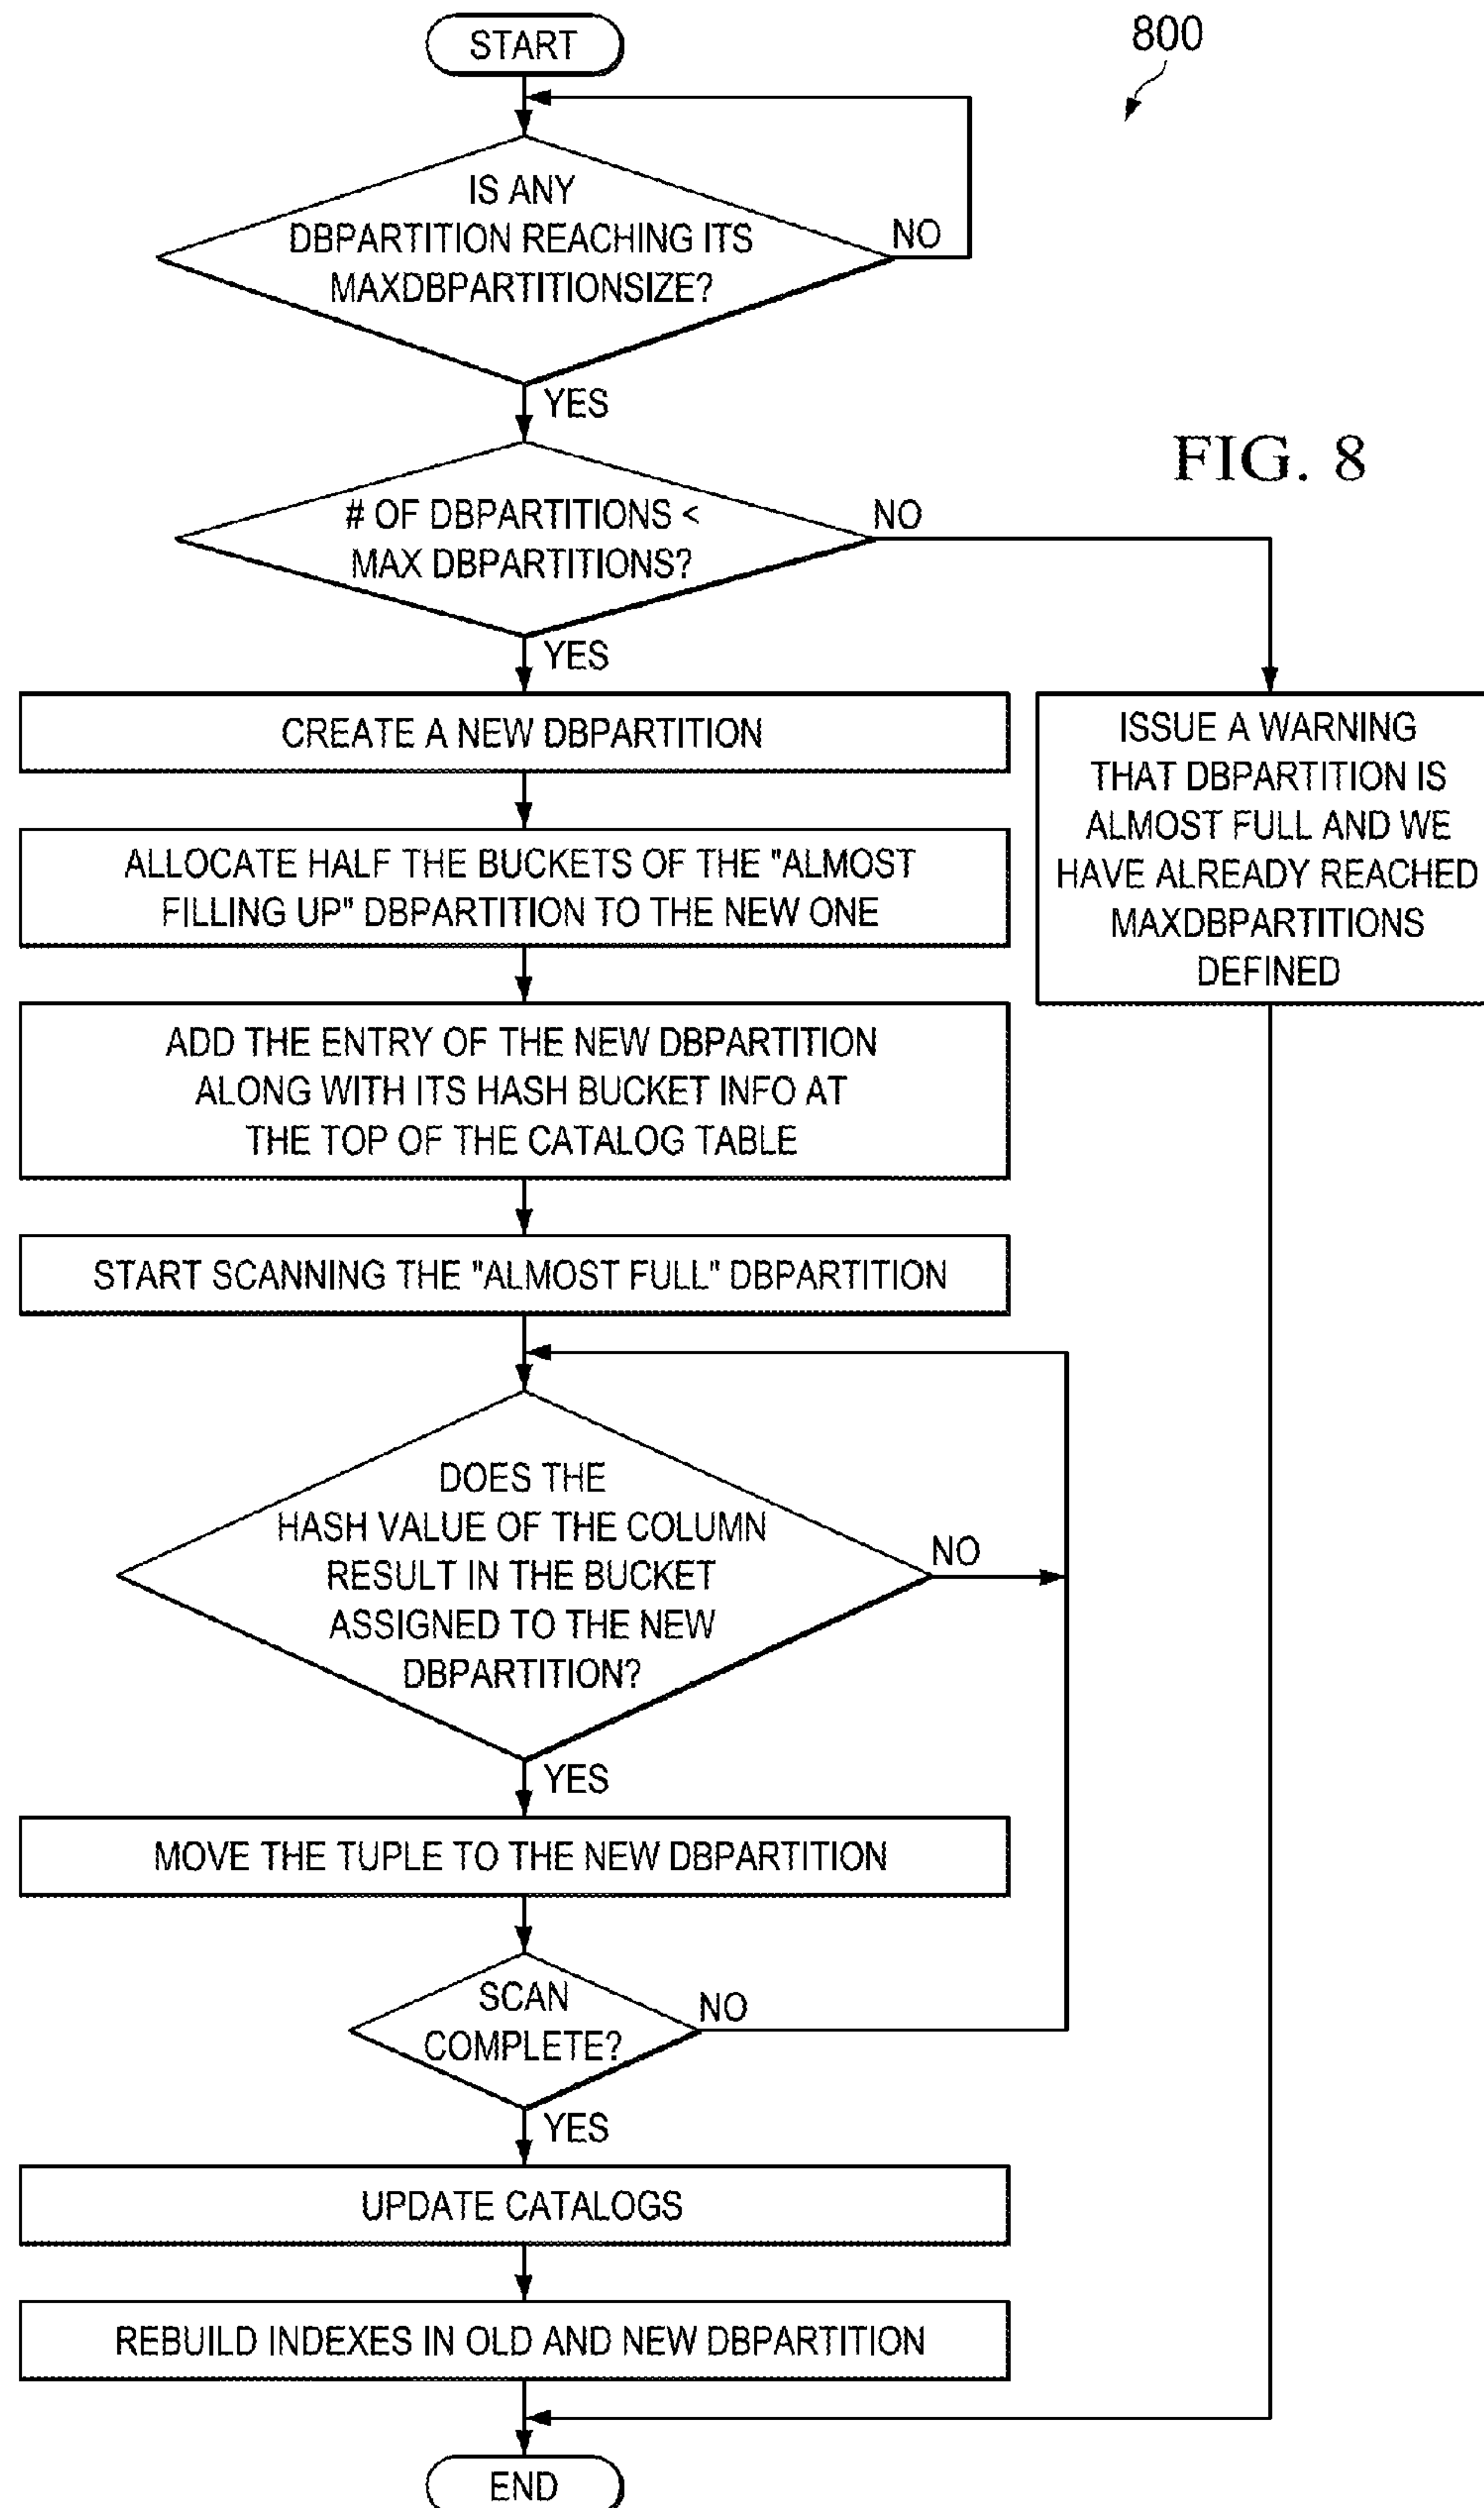 START
800
IS ANY
DBPARTITION REACHING ITS
MAXDBPARTITIONSIZE?
NO
YES
FIG. 8
# OF DBPARTITIONS <
MAX DBPARTITIONS?
NO
YES
CREATE A NEW DBPARTITION
ISSUE A WARNING
THAT DBPARTITION IS
ALMOST FULL AND WE
HAVE ALREADY REACHED
MAXDBPARTITIONS
DEFINED
ALLOCATE HALF THE BUCKETS OF THE "ALMOST
FILLING UP" DBPARTITION TO THE NEW ONE
ADD THE ENTRY OF THE NEW DBPARTITION
ALONG WITH ITS HASH BUCKET INFO AT
THE TOP OF THE CATALOG TABLE
START SCANNING THE "ALMOST FULL" DBPARTITION
DOES THE
HASH VALUE OF THE COLUMN
RESULT IN THE BUCKET
ASSIGNED TO THE NEW
DBPARTITION?
NO
YES
MOVE THE TUPLE TO THE NEW DBPARTITION
SCAN
COMPLETE?
NO
YES
UPDATE CATALOGS
REBUILD INDEXES IN OLD AND NEW DBPARTITION
END